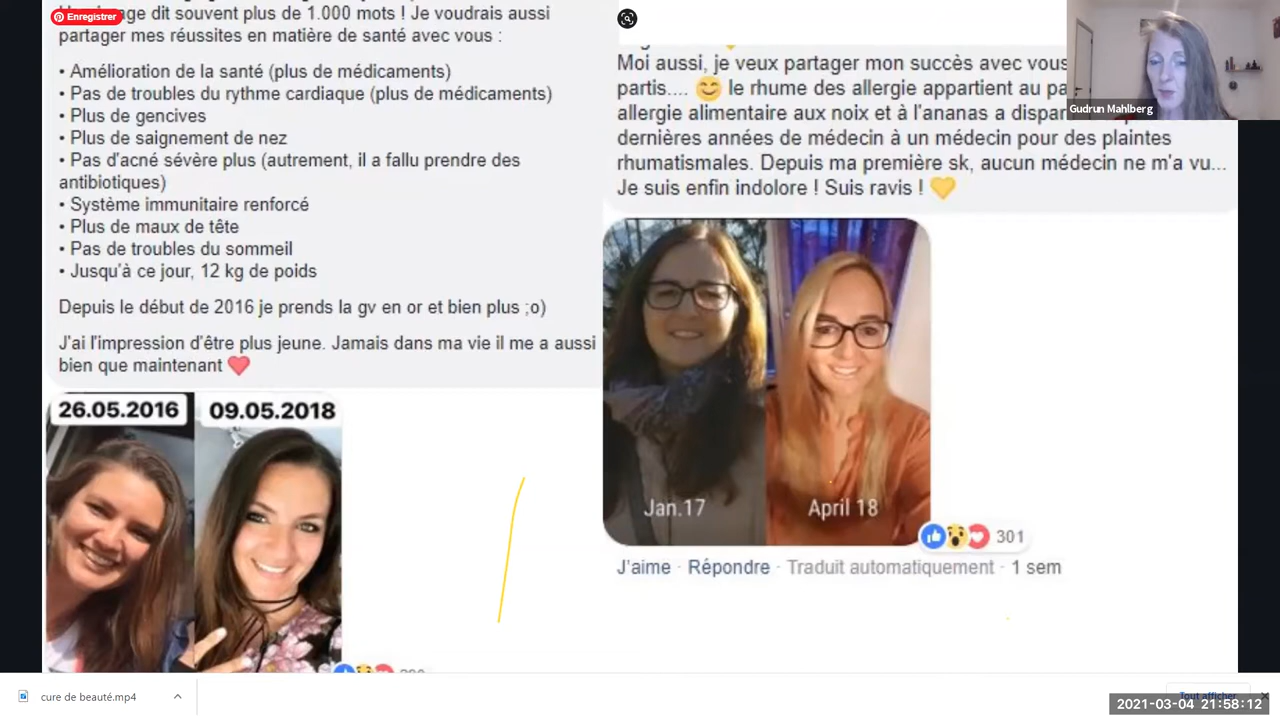 Enregistrer
image dit souvent plus de 1.000 mots ! Je voudrais aussi
partager mes réussites en matière de santé avec vous :
• Amélioration de la santé (plus de médicaments)
• Pas de troubles du rythme cardiaque (plus de médicaments)
• Plus de gencives
• Plus de saignement de nez
• Pas d'acné sévère plus (autrement, il a fallu prendre des
antibiotiques)
• Système immunitaire renforcé
• Plus de maux de tête
• Pas de troubles du sommeil
• Jusqu'à ce jour, 12 kg de poids
Depuis le début de 2016 je prends la gv en or et bien plus ;o)
J'ai l'impression d'être plus jeune. Jamais dans ma vie il me a aussi
bien que maintenant
26.05.2016
09.05.2018
Moi aussi, je veux partager mon succès avec vous
partis.... le rhume des allergie appartient au
allergie alimentaire aux noix et à l'ananas a
dernières années de médecin à un médecin pour des plaintes
rhumatismales. Depuis ma première sk, aucun médecin ne m'a vu...
Je suis enfin indolore ! Suis ravis !
Jan.17
April 18
301
J'aime · Répondre · Traduit automatiquement · 1 sem
Gudrun Mahlberg
cure de beauté.mp4
Tout afficher
2021-03-04 21:58:12